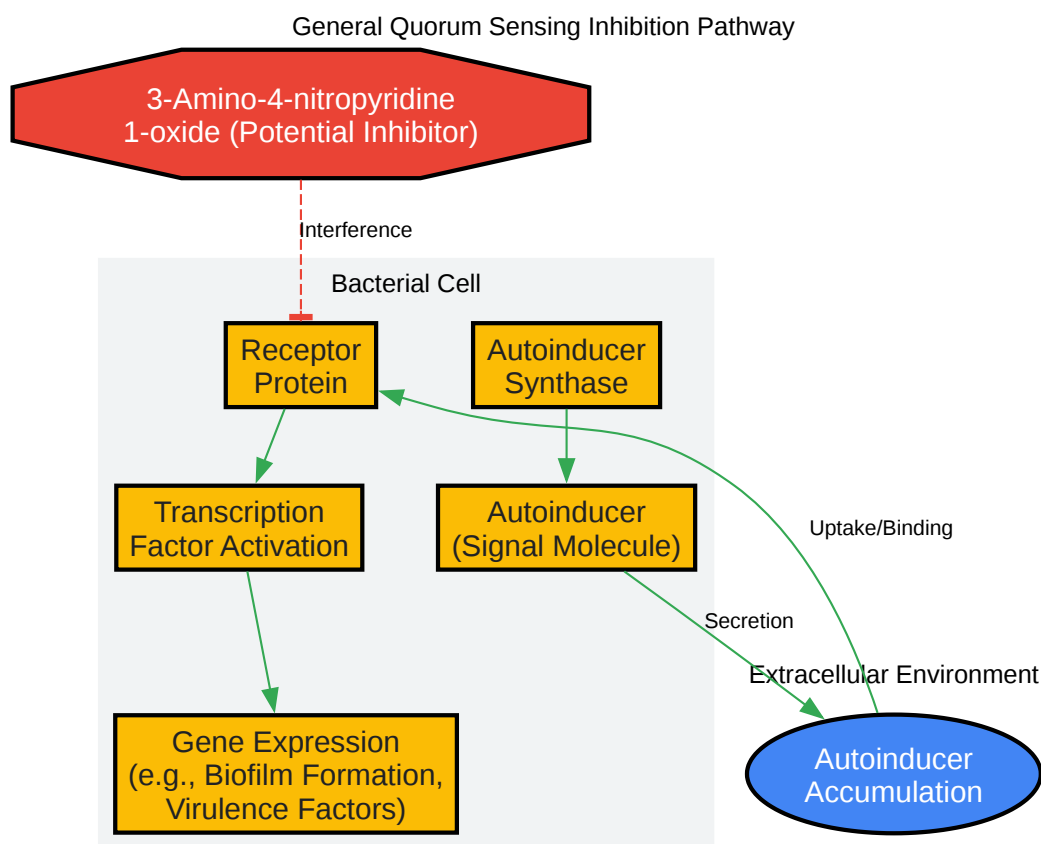 General Quorum Sensing Inhibition Pathway
3-Amino-4-nitropyridine
1-oxide (Potential Inhibitor)
Interference
Bacterial Cell
Receptor
Protein
Autoinducer
Synthase
Transcription
Factor Activation
Autoinducer
(Signal Molecule)
Uptake/Binding
Secretion
Extracellular Environment
Gene Expression
(e.g., Biofilm Formation,
Virulence Factors)
Autoinducer
Accumulation